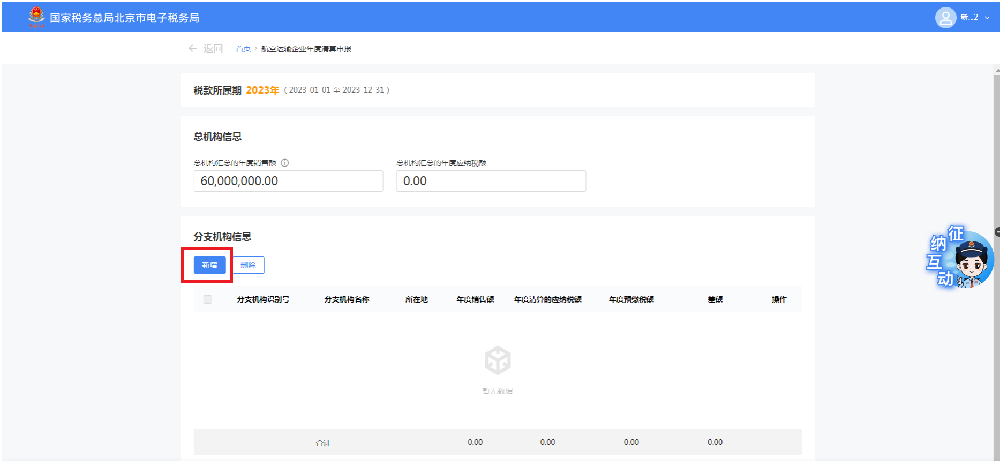 国家税务总局北京市电子税务局
新...2
返回 首页 > 航空运输企业年度清算申报
税款所属期 2023年 ( 2023-01-01 至 2023-12-31 )
总机构信息
总机构汇总的年度销售额 总机构汇总的年度应纳税额
60,000,000.00 0.00
分支机构信息
新增 删除
征
纳
互
动
分支机构识别号 分支机构名称 所在地 年度销售额 年度清算的应纳税额 年度预缴税额 差额 操作
暂无数据
合计 0.00 0.00 0.00 0.00